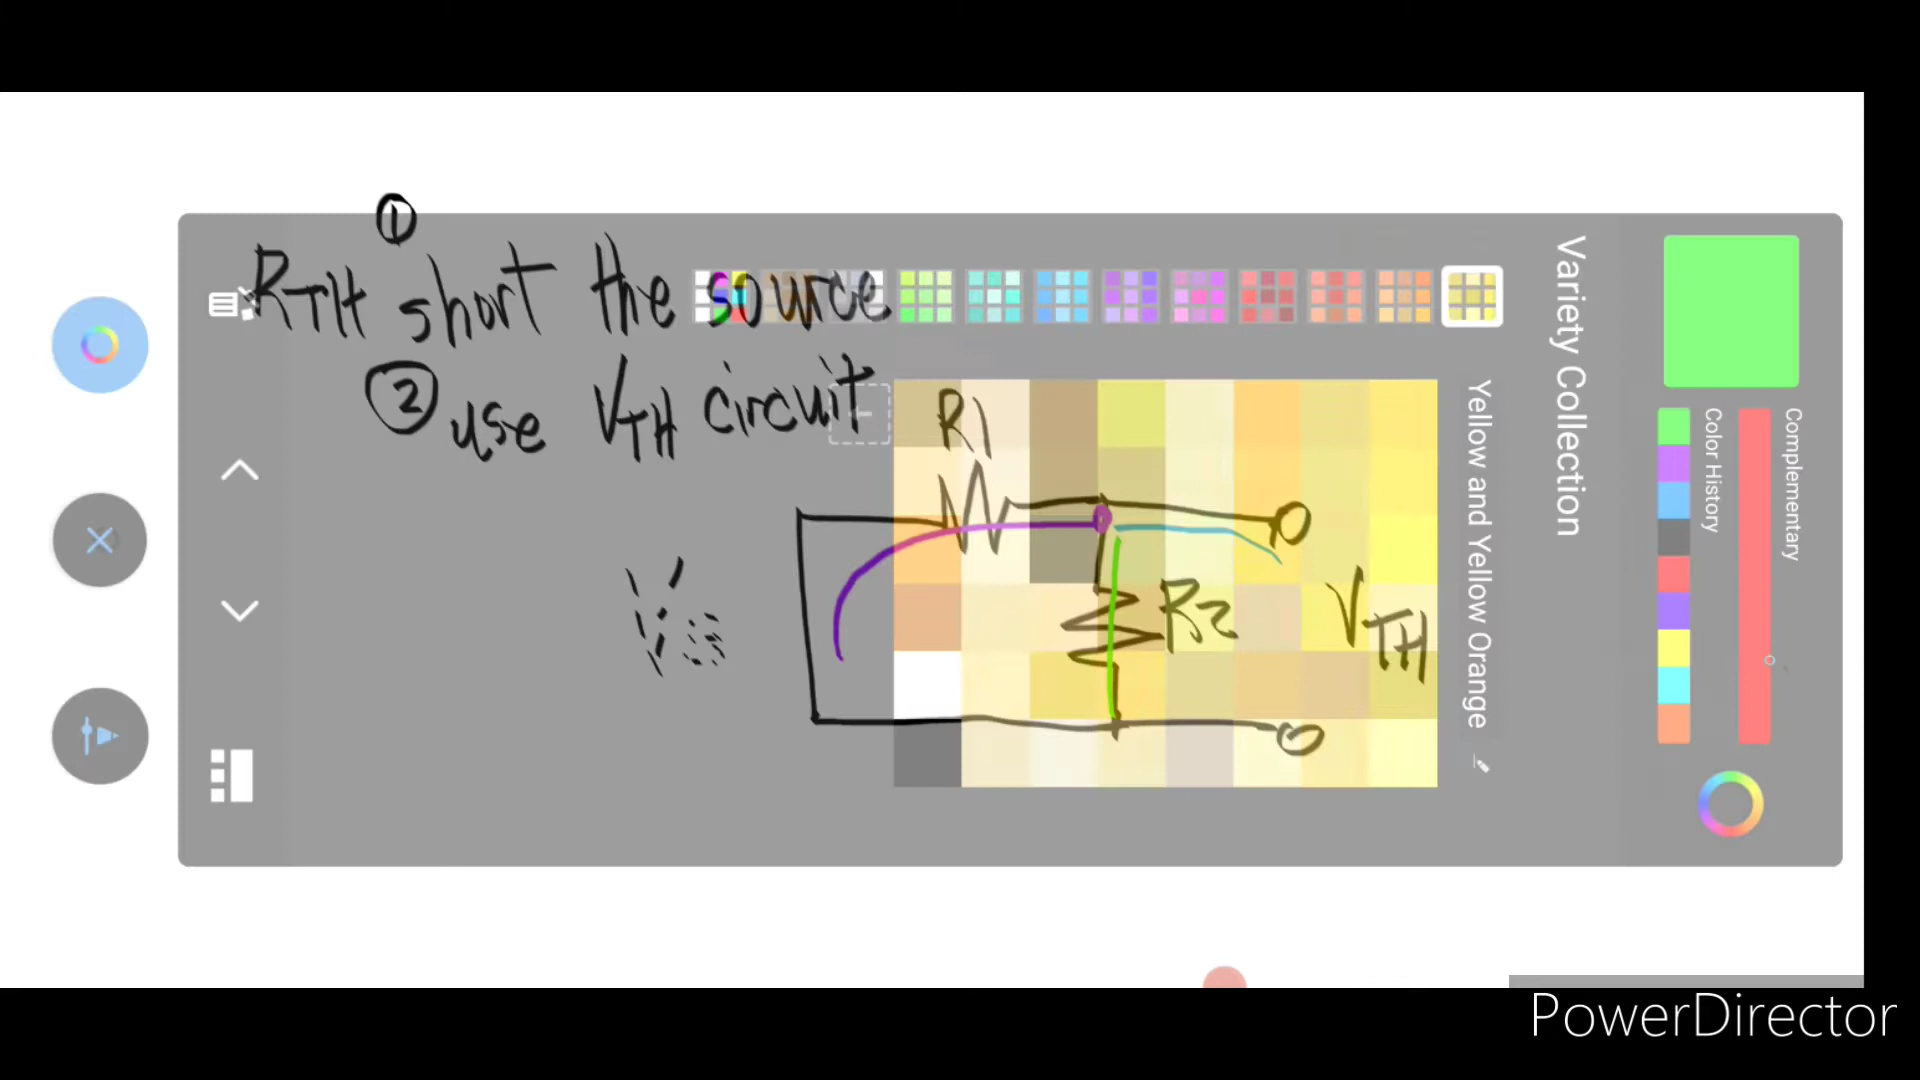 ①
RTH short the source
② use VTH circuit
R1
R2
VTH
Variety Collection
Yellow and Yellow Orange
Complementary
Color History
PowerDirector